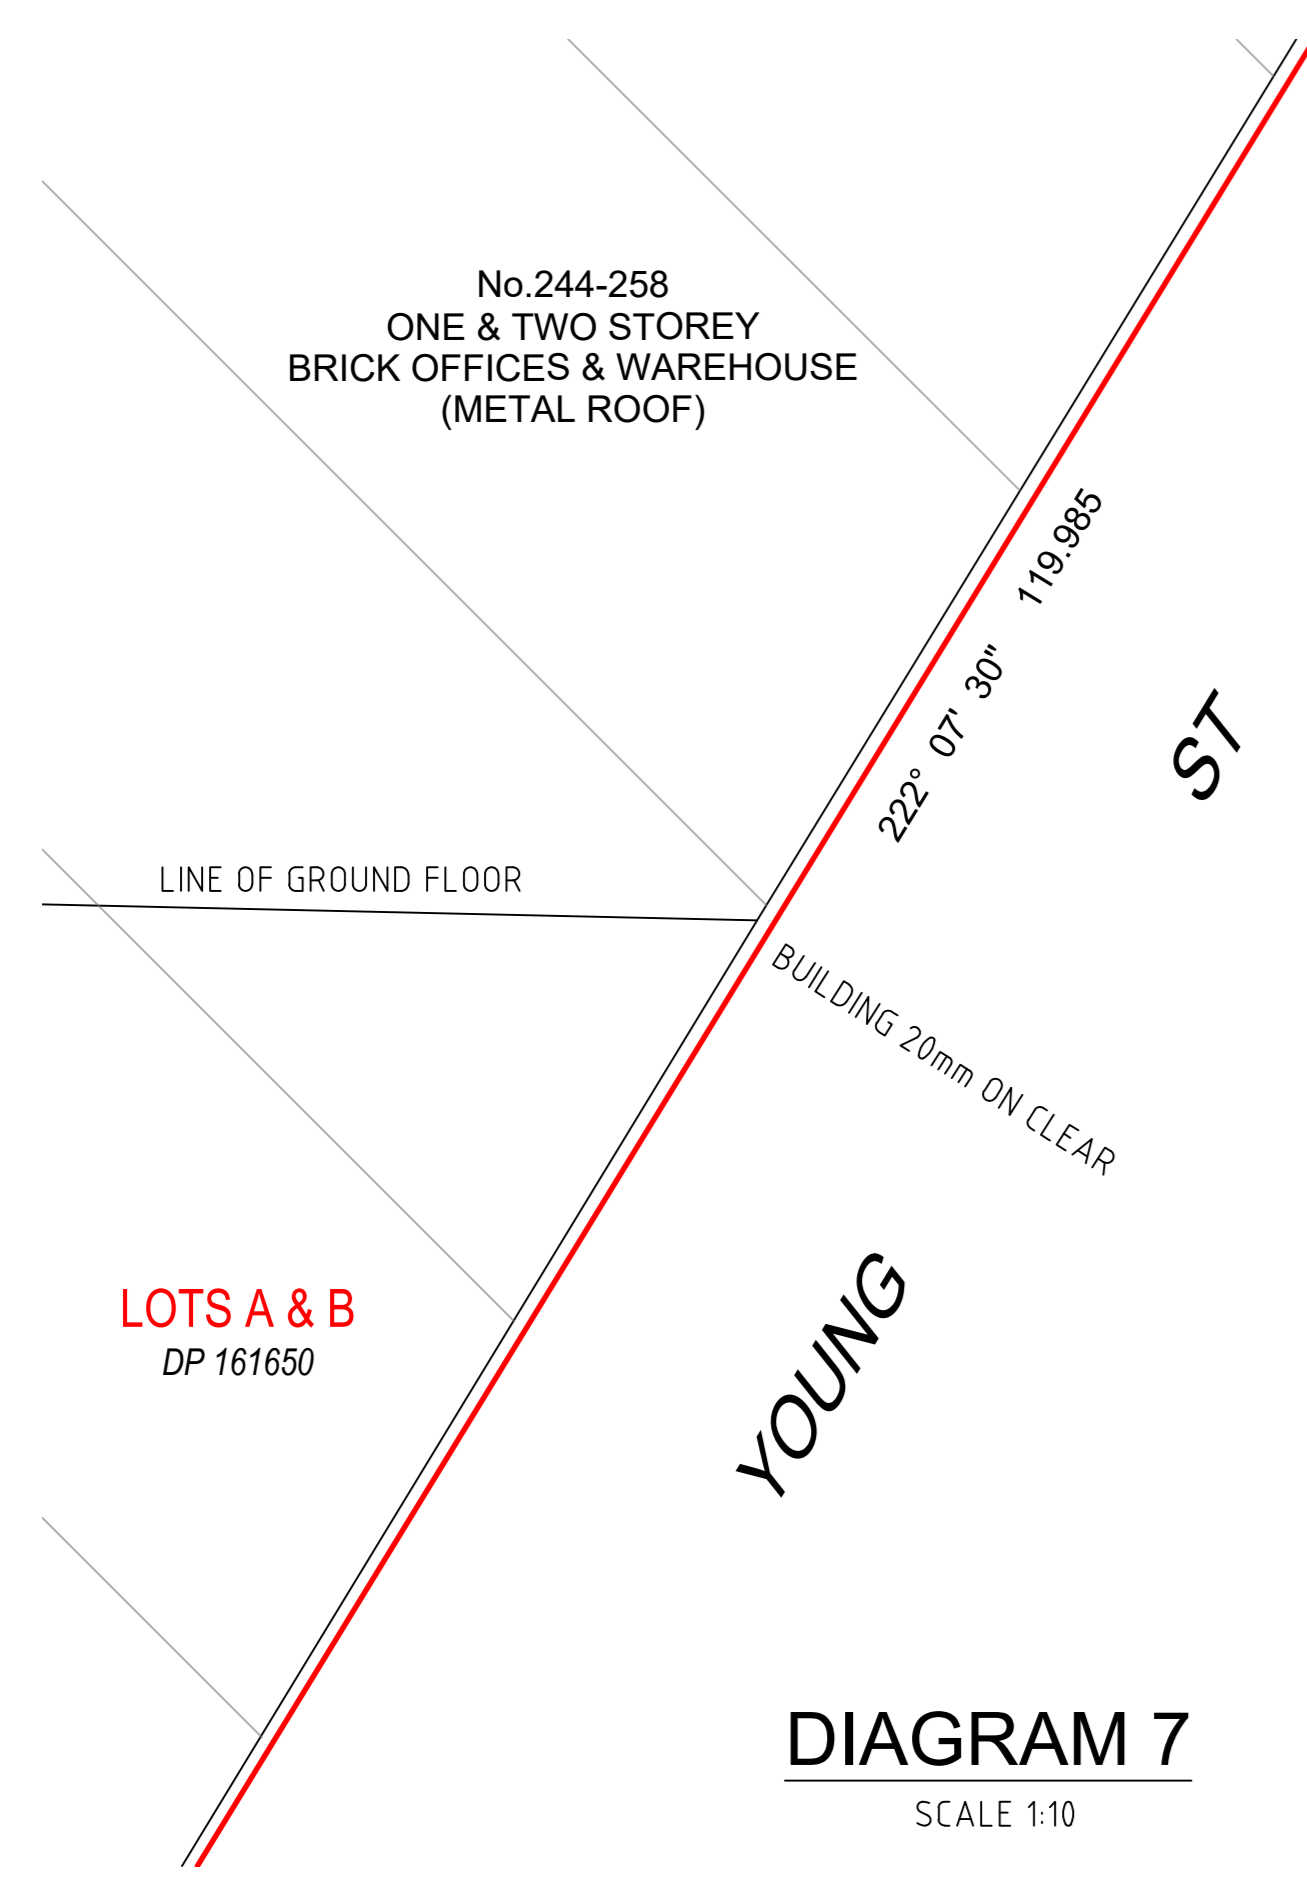 No.244-258
ONE & TWO STOREY
BRICK OFFICES & WAREHOUSE
(METAL ROOF)
222° 07' 30" 119.985
YOUNG ST
LINE OF GROUND FLOOR
BUILDING 20mm ON CLEAR
LOTS A & B
DP 161650
DIAGRAM 7
SCALE 1:10